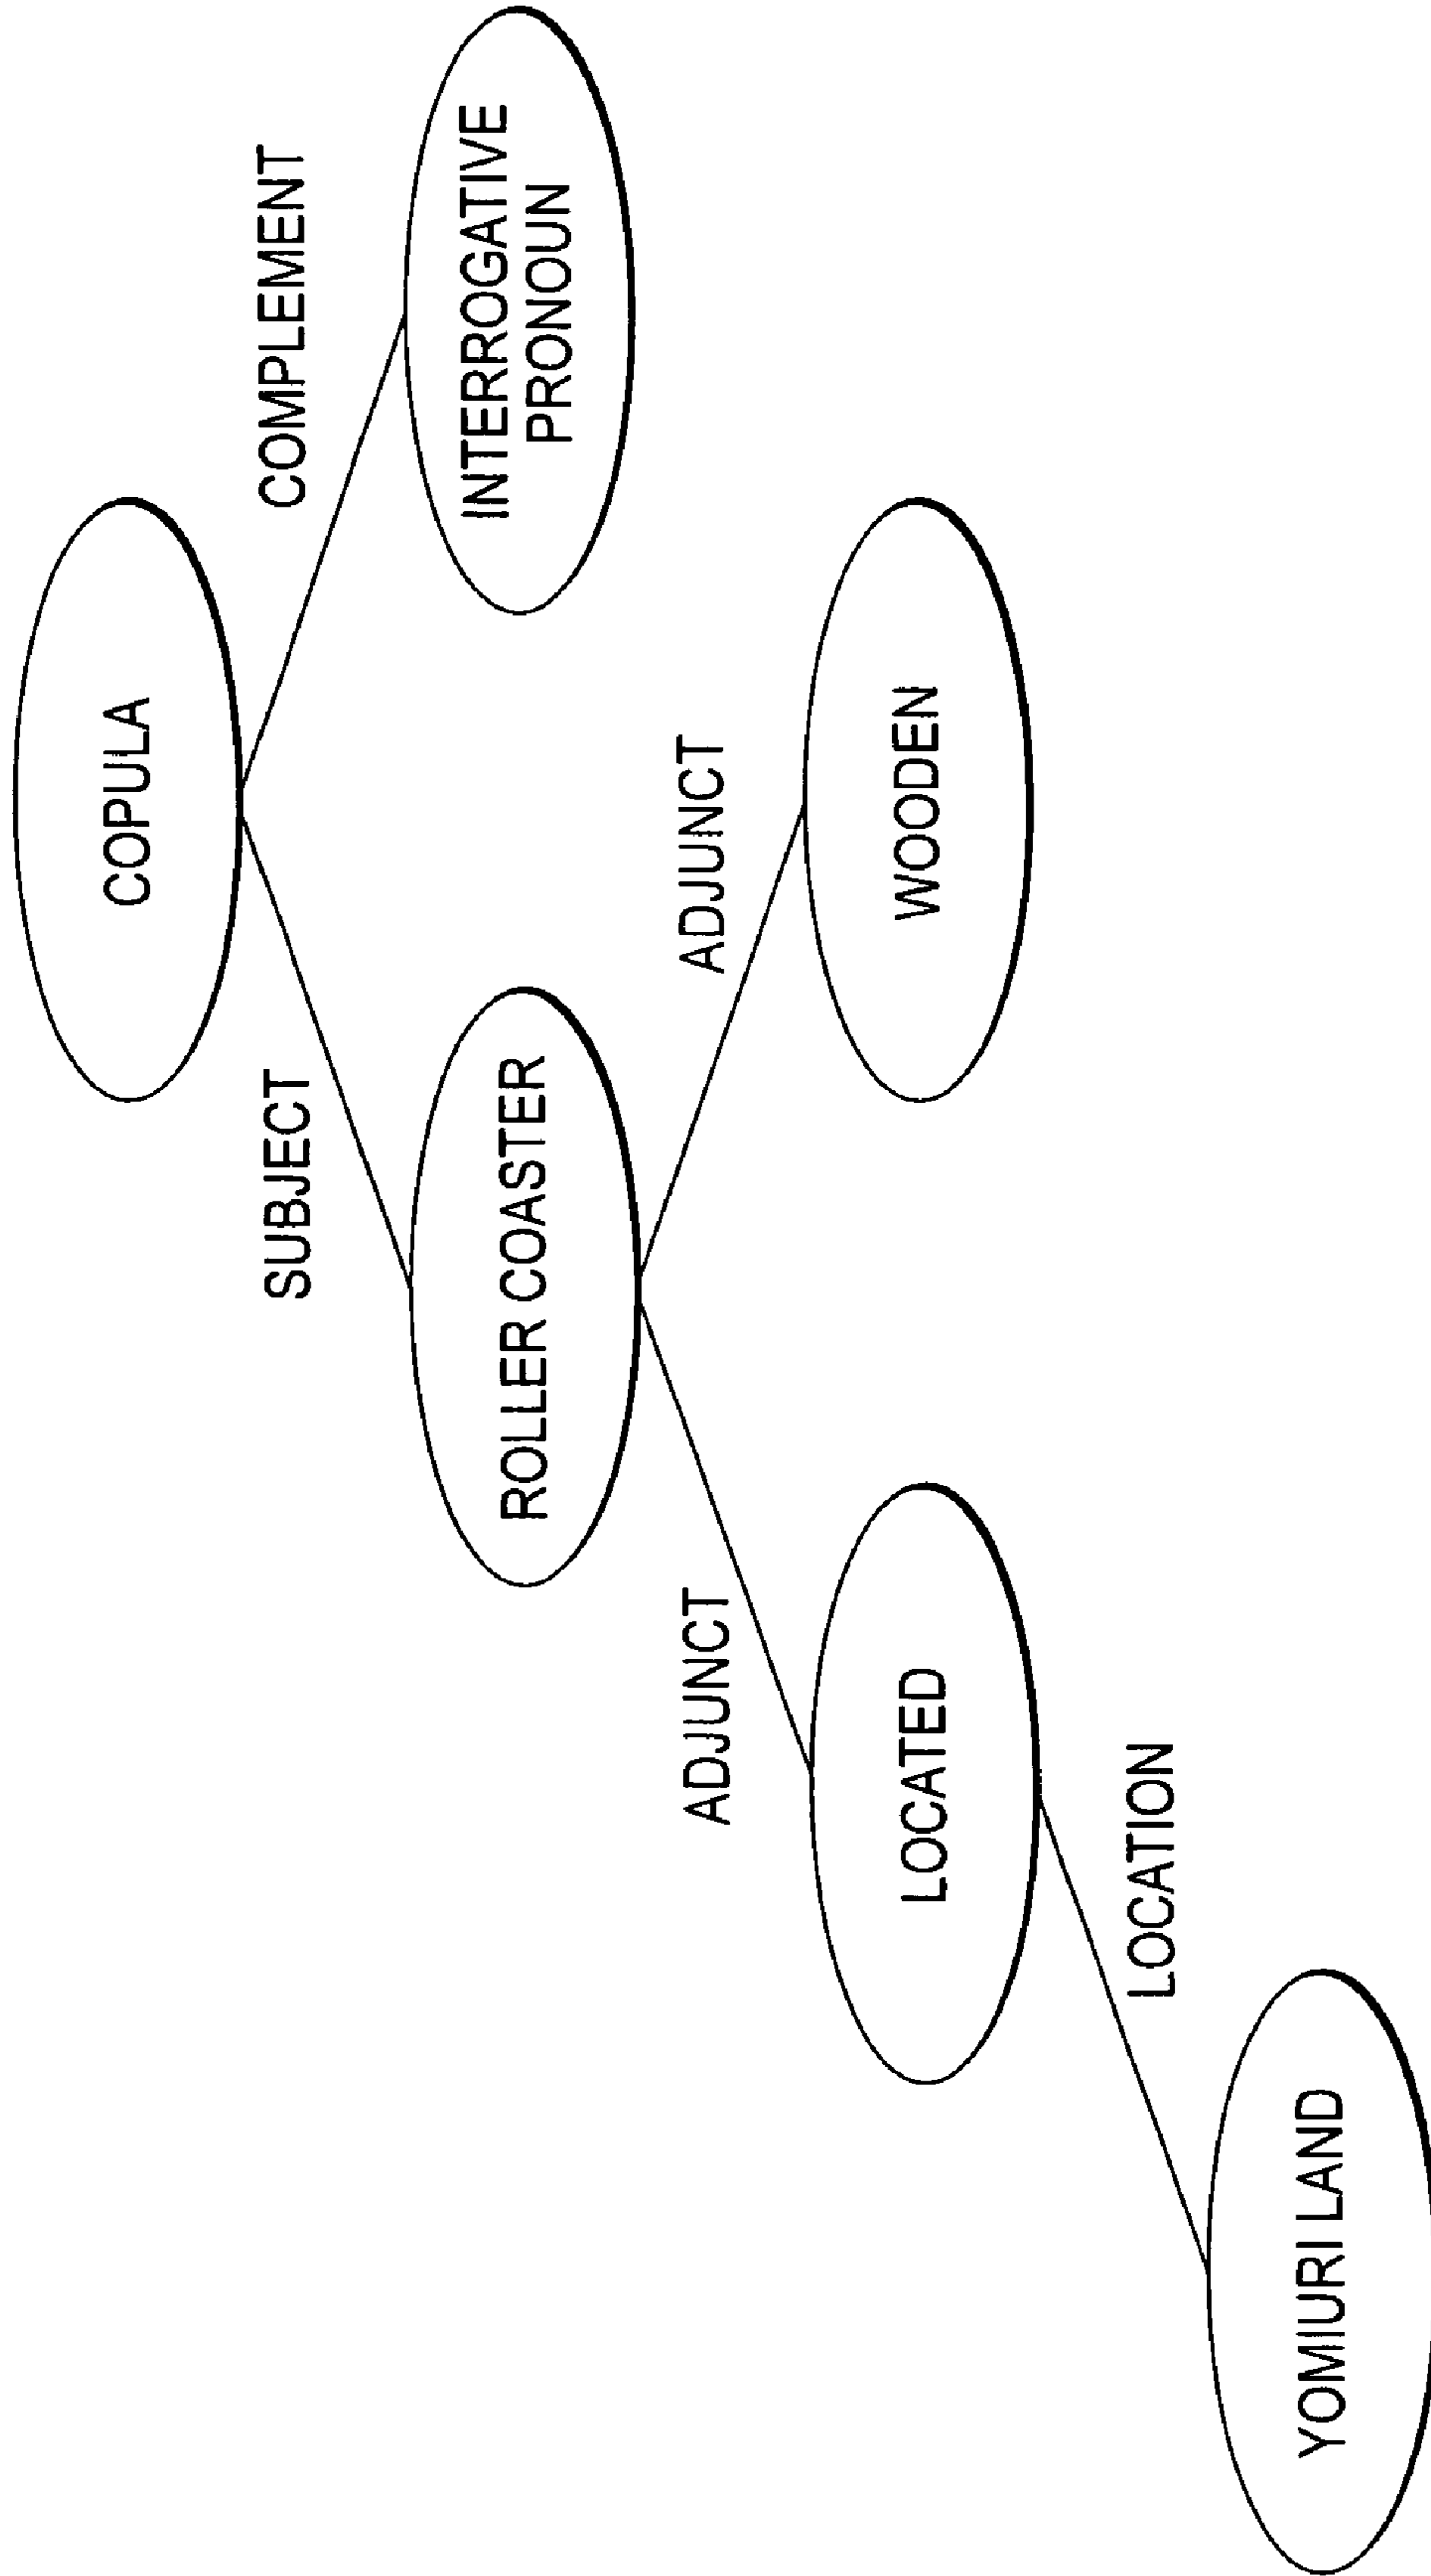 COPULA
SUBJECT
COMPLEMENT
ROLLER COASTER
INTERROGATIVE
PRONOUN
ADJUNCT
ADJUNCT
LOCATED
WOODEN
LOCATION
YOMIURI LAND